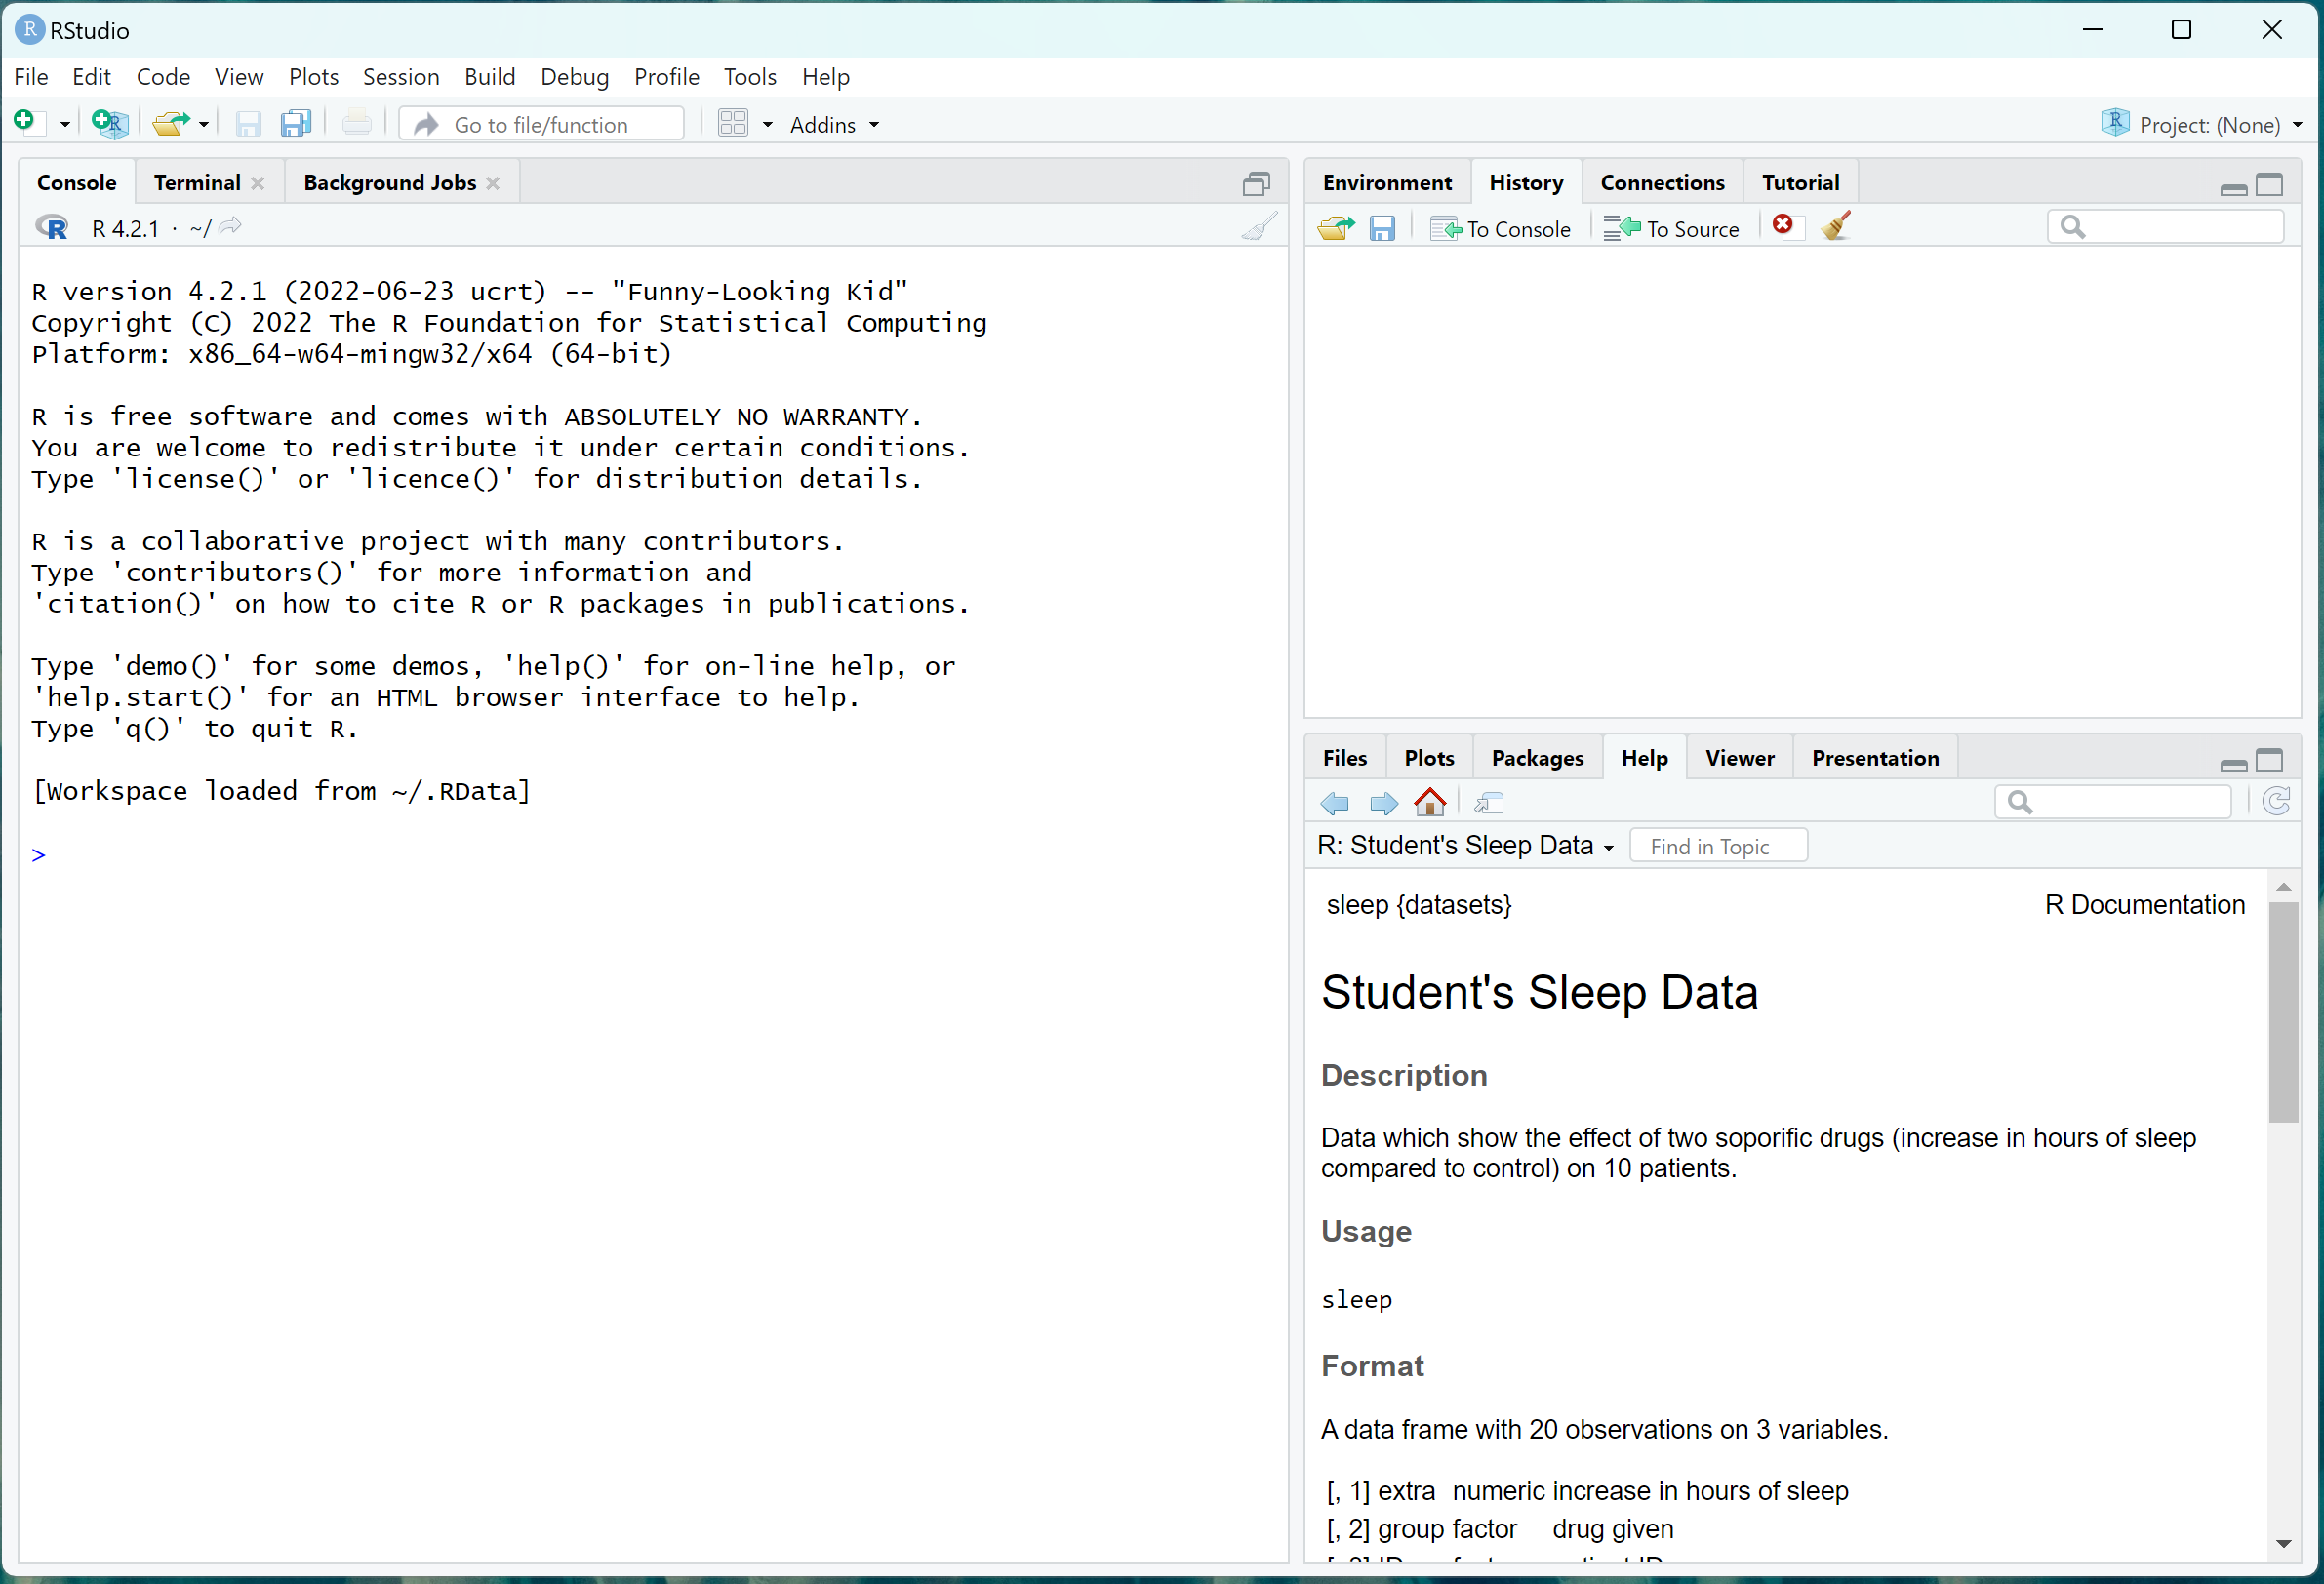 RStudio
File Edit Code View Plots Session Build Debug Profile Tools Help
Go to file/function Addins Project: (None)
Console Terminal Background Jobs
R 4.2.1 · ~/
R version 4.2.1 (2022-06-23 ucrt) -- "Funny-Looking Kid"
Copyright (C) 2022 The R Foundation for Statistical Computing
Platform: x86_64-w64-mingw32/x64 (64-bit)
R is free software and comes with ABSOLUTELY NO WARRANTY.
You are welcome to redistribute it under certain conditions.
Type 'license()' or 'licence()' for distribution details.
R is a collaborative project with many contributors.
Type 'contributors()' for more information and
'citation()' on how to cite R or R packages in publications.
Type 'demo()' for some demos, 'help()' for on-line help, or
'help.start()' for an HTML browser interface to help.
Type 'q()' to quit R.
[Workspace loaded from ~/.RData]
>
Environment History Connections Tutorial
To Console To Source
Files Plots Packages Help Viewer Presentation
R: Student's Sleep Data Find in Topic
sleep {datasets} R Documentation
Student's Sleep Data
Description
Data which show the effect of two soporific drugs (increase in hours of sleep
compared to control) on 10 patients.
Usage
sleep
Format
A data frame with 20 observations on 3 variables.
[, 1] extra numeric increase in hours of sleep
[, 2] group factor drug given